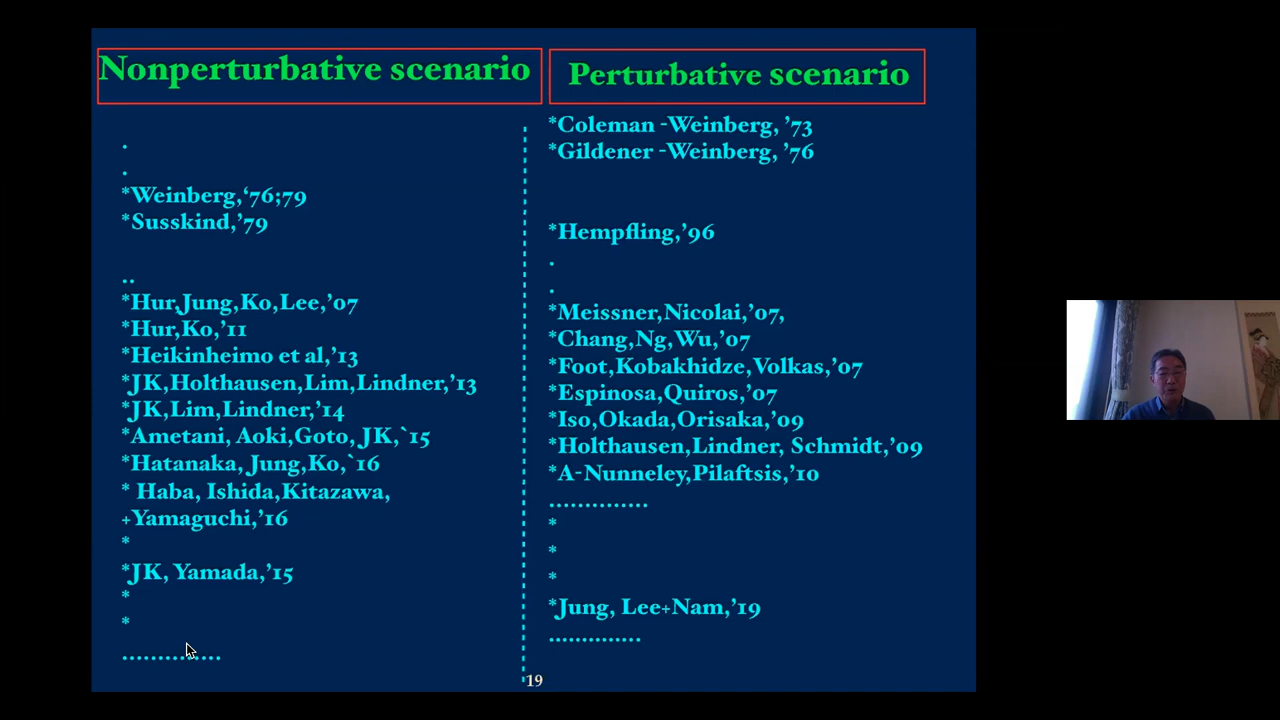 Nonperturbative scenario
.
.
*Weinberg,‘76;79
*Susskind,’79
..
*Hur,Jung,Ko,Lee,’07
*Hur,Ko,’11
*Heikinheimo et al,’13
*JK,Holthausen,Lim,Lindner,’13
*JK,Lim,Lindner,’14
*Ametani, Aoki,Goto, JK,`15
*Hatanaka, Jung,Ko,`16
* Haba, Ishida,Kitazawa,
+Yamaguchi,’16
*
*JK, Yamada,’15
*
*
..............
Perturbative scenario
*Coleman -Weinberg, ’73
*Gildener -Weinberg, ’76
*Hempfling,’96
.
.
*Meissner,Nicolai,’07,
*Chang,Ng,Wu,’07
*Foot,Kobakhidze,Volkas,’07
*Espinosa,Quiros,’07
*Iso,Okada,Orisaka,’09
*Holthausen,Lindner, Schmidt,’09
*A-Nunneley,Pilaftsis,’10
..............
*
*
*
*Jung, Lee+Nam,’19
.............
19